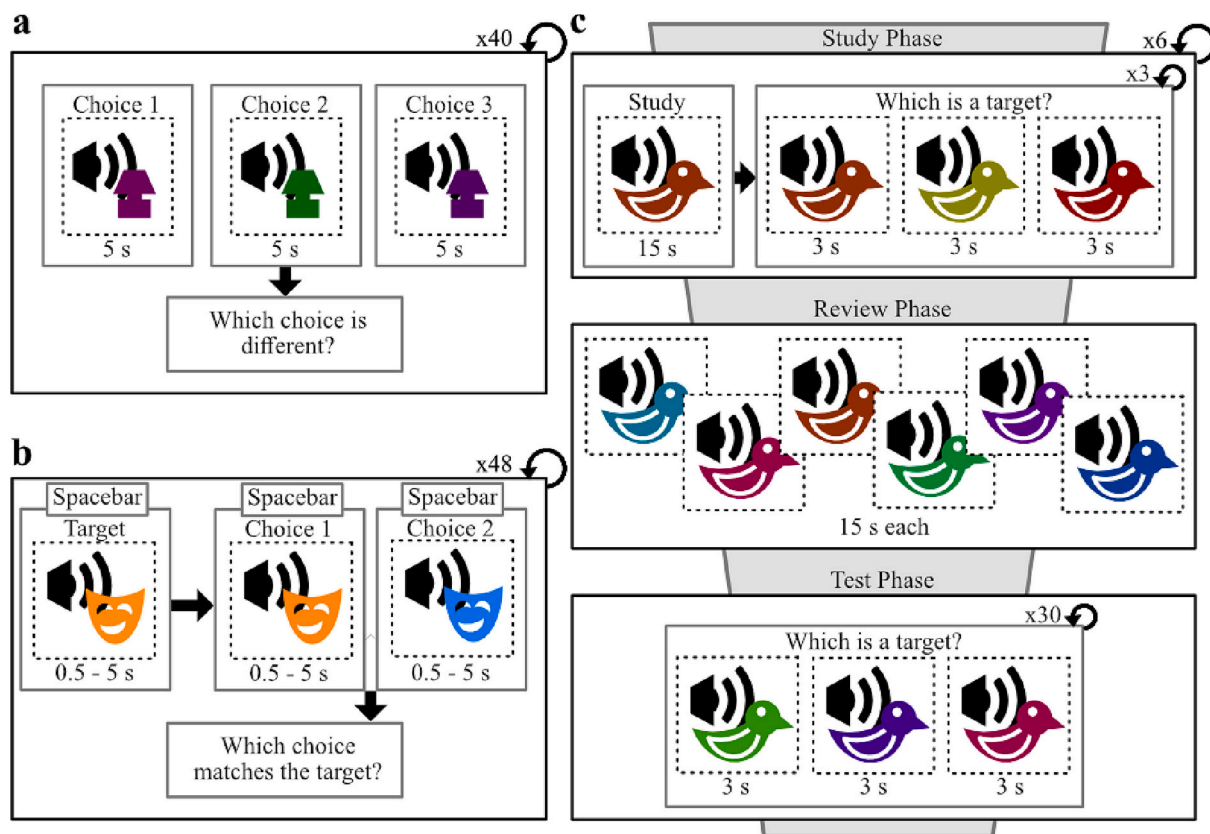 a
x40
Choice 1
Choice 2
Choice 3
5 s
5 s
5 s
Which choice is
different?
b
x48
Spacebar
Spacebar
Spacebar
Target
Choice 1
Choice 2
0.5 - 5 s
0.5 - 5 s
0.5 - 5 s
Which choice
matches the target?
c
Study Phase
x6
x3
Study
Which is a target?
15 s
3 s
3 s
3 s
Review Phase
15 s each
Test Phase
x30
Which is a target?
3 s
3 s
3 s